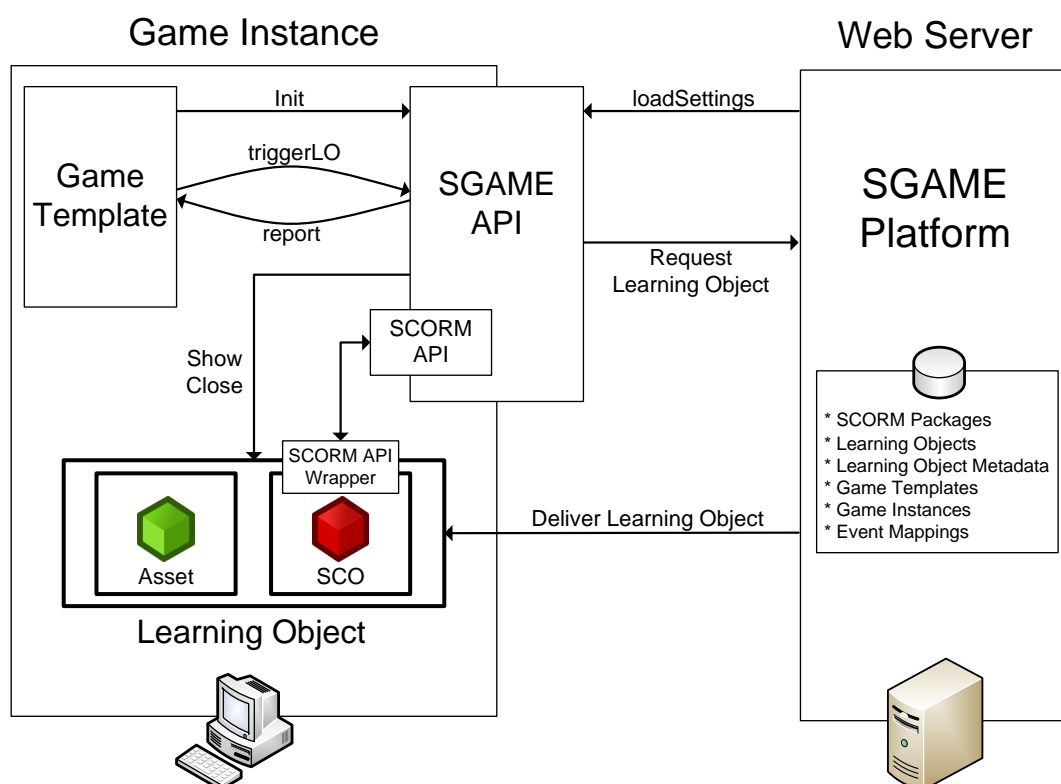 Game Instance
Web Server
Init
loadSettings
triggerLO
Game
Template
SGAME
API
SGAME
Platform
report
Request
Learning Object
SCORM
API
Show
Close
* SCORM Packages
* Learning Objects
* Learning Object Metadata
* Game Templates
* Game Instances
* Event Mappings
SCORM API
Wrapper
Deliver Learning Object
Asset
SCO
Learning Object